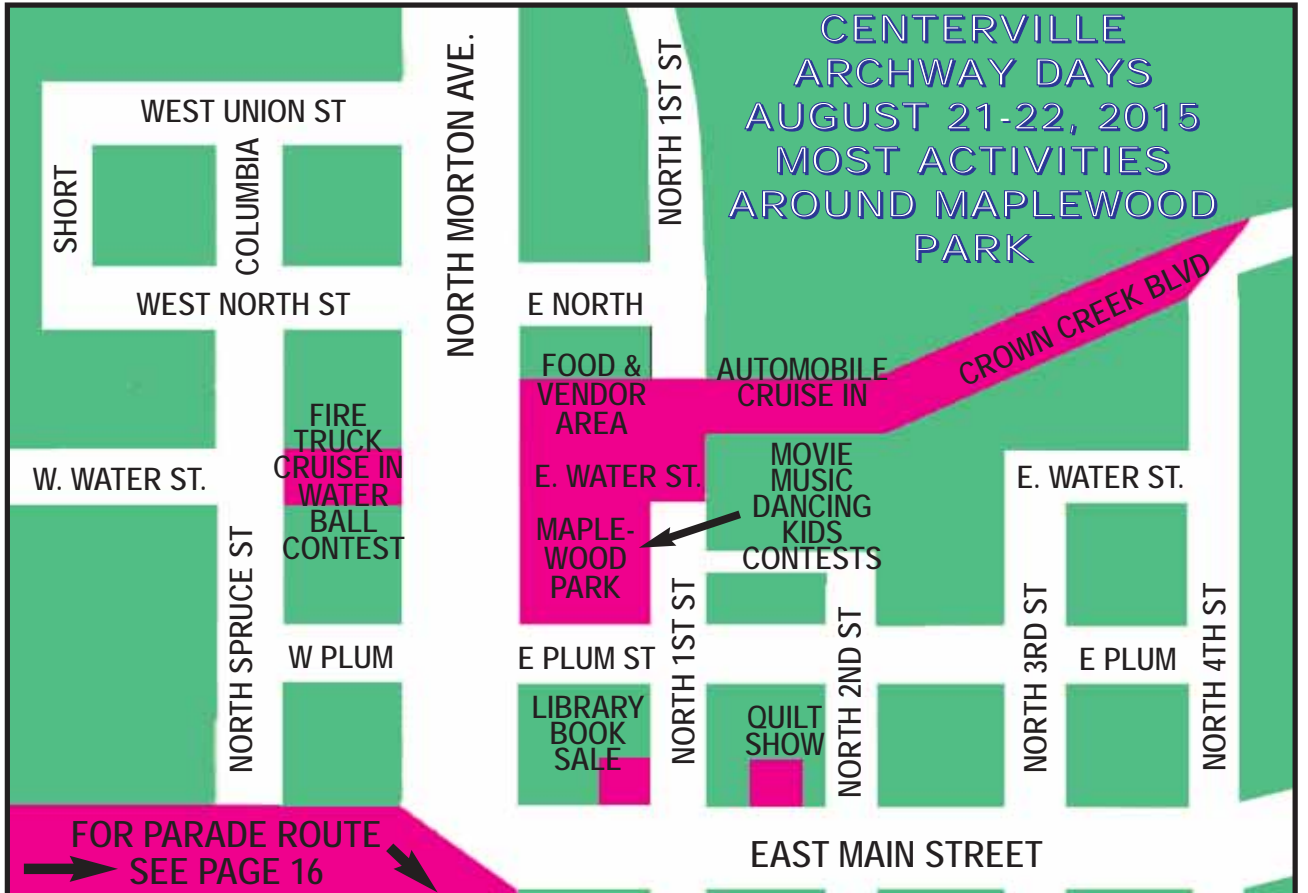 CENTERVILLE
ARCHWAY DAYS
AUGUST 21-22, 2015
MOST ACTIVITIES
AROUND MAPLEWOOD
PARK
WEST UNION ST
SHORT
COLUMBIA
NORTH MORTON AVE.
NORTH 1ST ST
WEST NORTH ST
E NORTH
CROWN CREEK BLVD
FOOD &
VENDOR
AREA
AUTOMOBILE
CRUISE IN
FIRE
TRUCK
CRUISE IN
WATER
BALL
CONTEST
W. WATER ST.
E. WATER ST.
MOVIE
MUSIC
DANCING
KIDS
CONTESTS
E. WATER ST.
MAPLE-
WOOD
PARK
NORTH SPRUCE ST
W PLUM
E PLUM ST
NORTH 1ST ST
NORTH 2ND ST
NORTH 3RD ST
E PLUM
NORTH 4TH ST
LIBRARY
BOOK
SALE
QUILT
SHOW
FOR PARADE ROUTE
SEE PAGE 16
EAST MAIN STREET